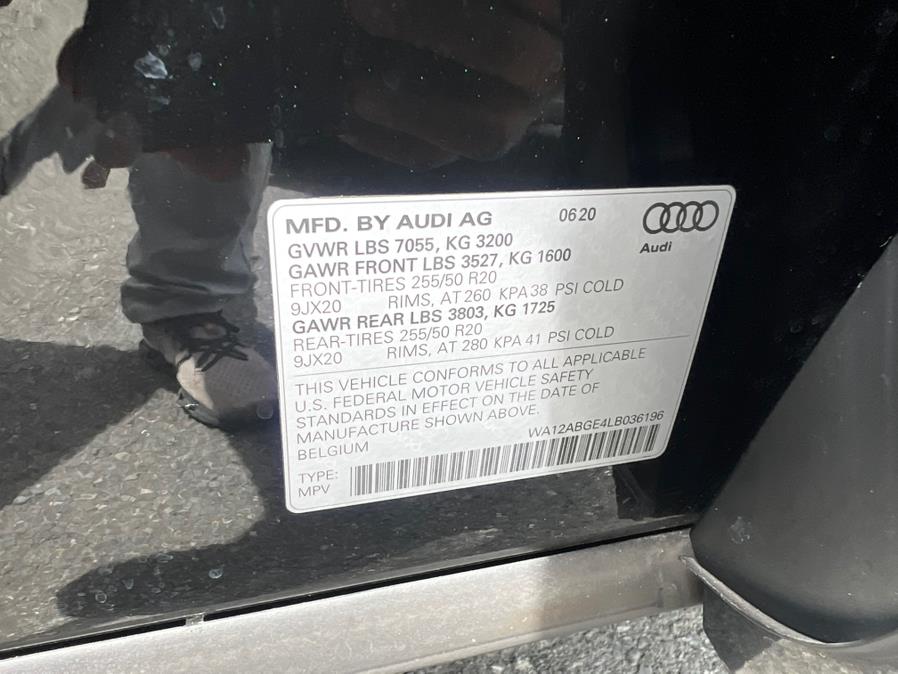 MFD. BY AUDI AG 0620
Audi
GVWR LBS 7055, KG 3200
GAWR FRONT LBS 3527, KG 1600
FRONT-TIRES 255/50 R20
9JX20 RIMS, AT 260 KPA 38 PSI COLD
GAWR REAR LBS 3803, KG 1725
REAR-TIRES 255/50 R20
9JX20 RIMS, AT 280 KPA 41 PSI COLD
THIS VEHICLE CONFORMS TO ALL APPLICABLE
U.S. FEDERAL MOTOR VEHICLE SAFETY
STANDARDS IN EFFECT ON THE DATE OF
MANUFACTURE SHOWN ABOVE.
BELGIUM WA12ABGE4LB036196
TYPE:
MPV